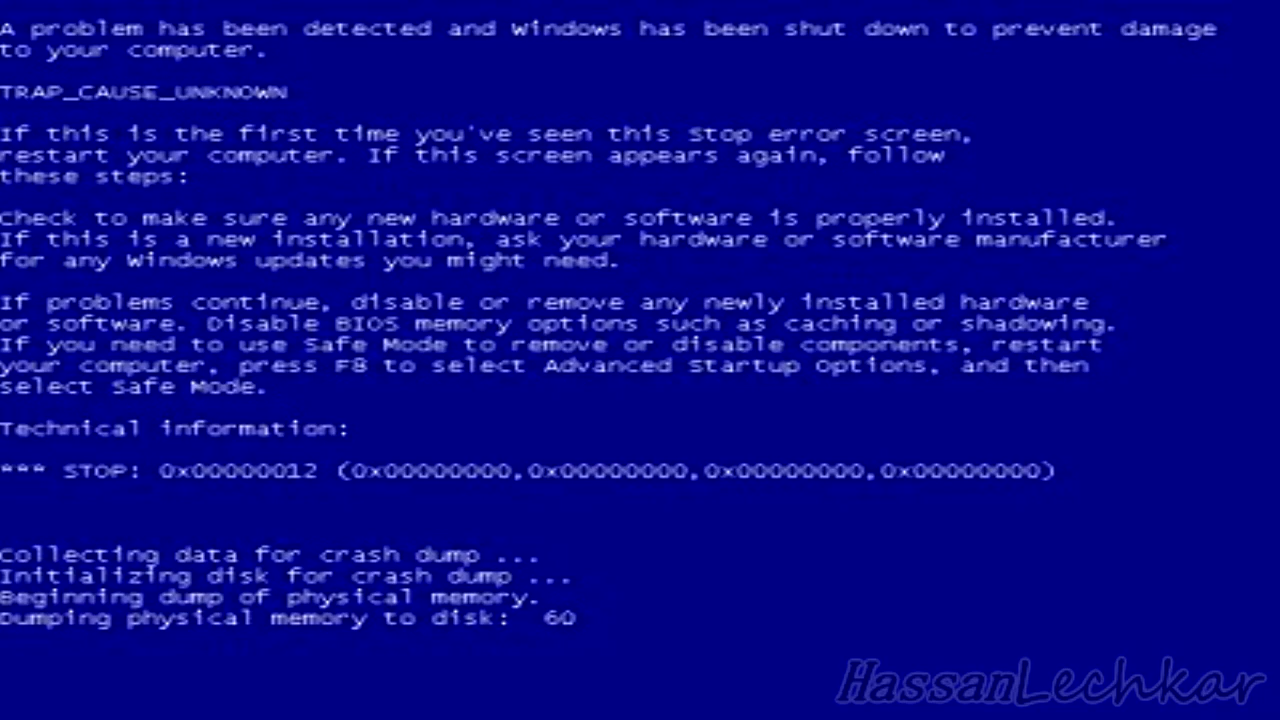 A problem has been detected and Windows has been shut down to prevent damage
to your computer.
TRAP_CAUSE_UNKNOWN
If this is the first time you've seen this Stop error screen,
restart your computer. If this screen appears again, follow
these steps:
Check to make sure any new hardware or software is properly installed.
If this is a new installation, ask your hardware or software manufacturer
for any Windows updates you might need.
If problems continue, disable or remove any newly installed hardware
or software. Disable BIOS memory options such as caching or shadowing.
If you need to use Safe Mode to remove or disable components, restart
your computer, press F8 to select Advanced Startup Options, and then
select Safe Mode.
Technical information:
*** STOP: 0x00000012 (0x00000000,0x00000000,0x00000000,0x00000000)
Collecting data for crash dump ...
Initializing disk for crash dump ...
Beginning dump of physical memory.
Dumping physical memory to disk:  60
HassanLechkar